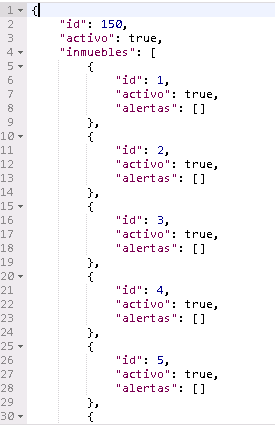 1 {
2 "id": 150,
3 "activo": true,
4 "inmuebles": [
5 {
6 "id": 1,
7 "activo": true,
8 "alertas": []
9 },
10 {
11 "id": 2,
12 "activo": true,
13 "alertas": []
14 },
15 {
16 "id": 3,
17 "activo": true,
18 "alertas": []
19 },
20 {
21 "id": 4,
22 "activo": true,
23 "alertas": []
24 },
25 {
26 "id": 5,
27 "activo": true,
28 "alertas": []
29 },
30 {